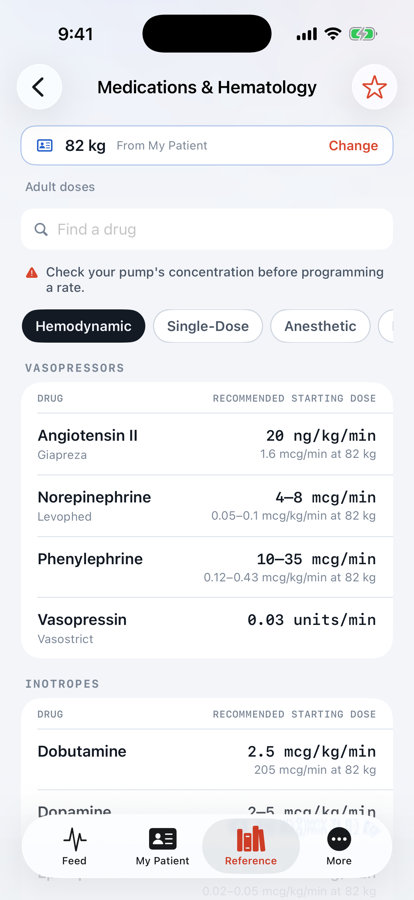 9:41
Medications & Hematology
82 kg From My Patient Change
Adult doses
Find a drug
Check your pump's concentration before programming
a rate.
Hemodynamic Single-Dose Anesthetic
VASOPRESSORS
DRUG RECOMMENDED STARTING DOSE
Angiotensin II 20 ng/kg/min
Giapreza 1.6 mcg/min at 82 kg
Norepinephrine 4–8 mcg/min
Levophed 0.05–0.1 mcg/kg/min at 82 kg
Phenylephrine 10–35 mcg/min
0.12–0.43 mcg/kg/min at 82 kg
Vasopressin 0.03 units/min
Vasostrict
INOTROPES
DRUG RECOMMENDED STARTING DOSE
Dobutamine 2.5 mcg/kg/min
205 mcg/min at 82 kg
Dopamine 2–5 mcg/kg/min
Feed My Patient Reference More
0.02–0.05 mcg/kg/min at 82 kg